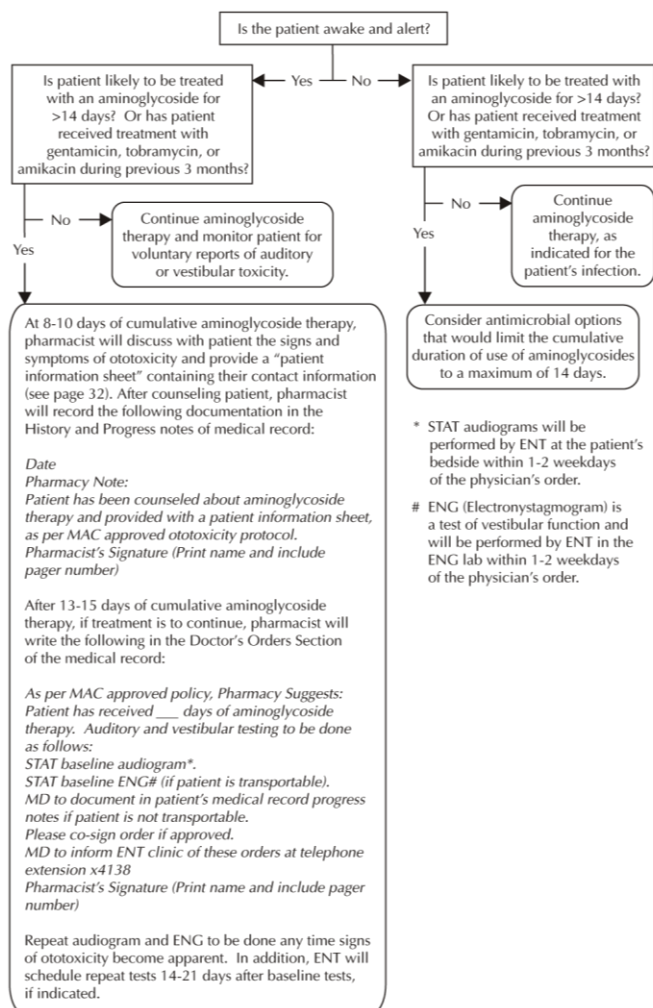 Is the patient awake and alert?
Is patient likely to be treated
with an aminoglycoside for
>14 days?  Or has patient
received treatment with
gentamicin, tobramycin, or
amikacin during previous 3 months?
Yes
No
Is patient likely to be treated with
an aminoglycoside for >14 days?
Or has patient received treatment
with gentamicin, tobramycin, or
amikacin during previous 3 months?
No
Yes
Continue aminoglycoside
therapy and monitor patient for
voluntary reports of auditory
or vestibular toxicity.
No
Yes
Continue
aminoglycoside
therapy, as
indicated for the
patient's infection.
At 8-10 days of cumulative aminoglycoside therapy,
pharmacist will discuss with patient the signs and
symptoms of ototoxicity and provide a "patient
information sheet" containing their contact information
(see page 32). After counseling patient, pharmacist
will record the following documentation in the
History and Progress notes of medical record:
Date
Pharmacy Note:
Patient has been counseled about aminoglycoside
therapy and provided with a patient information sheet,
as per MAC approved ototoxicity protocol.
Pharmacist's Signature (Print name and include
pager number)
After 13-15 days of cumulative aminoglycoside
therapy, if treatment is to continue, pharmacist will
write the following in the Doctor's Orders Section
of the medical record:
As per MAC approved policy, Pharmacy Suggests:
Patient has received ___ days of aminoglycoside
therapy.  Auditory and vestibular testing to be done
as follows:
STAT baseline audiogram*.
STAT baseline ENG# (if patient is transportable).
MD to document in patient's medical record progress
notes if patient is not transportable.
Please co-sign order if approved.
MD to inform ENT clinic of these orders at telephone
extension x4138
Pharmacist's Signature (Print name and include pager
number)
Repeat audiogram and ENG to be done any time signs
of ototoxicity become apparent.  In addition, ENT will
schedule repeat tests 14-21 days after baseline tests,
if indicated.
Consider antimicrobial options
that would limit the cumulative
duration of use of aminoglycosides
to a maximum of 14 days.
* STAT audiograms will be
performed by ENT at the patient's
bedside within 1-2 weekdays
of the physician's order.
# ENG (Electronystagmogram) is
a test of vestibular function and
will be performed by ENT in the
ENG lab within 1-2 weekdays
of the physician's order.